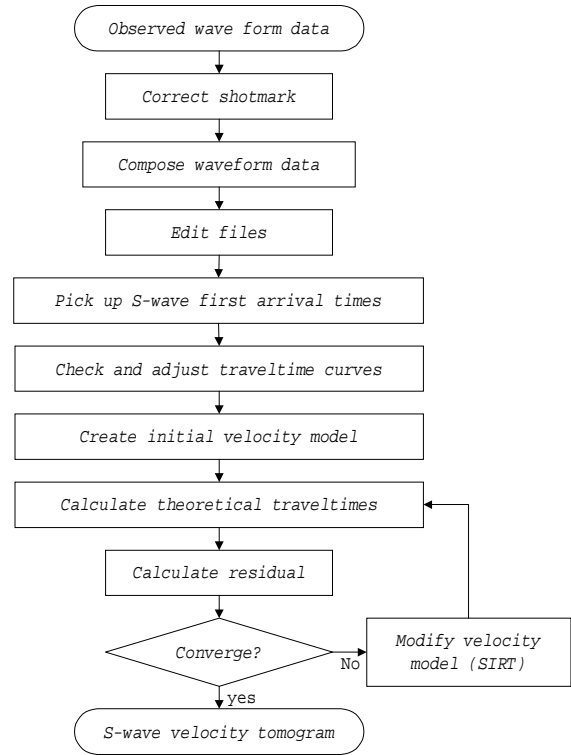 Observed wave form data
Correct shotmark
Compose waveform data
Edit files
Pick up S-wave first arrival times
Check and adjust traveltime curves
Create initial velocity model
Calculate theoretical traveltimes
Calculate residual
Converge?
No
Modify velocity
model (SIRT)
yes
S-wave velocity tomogram